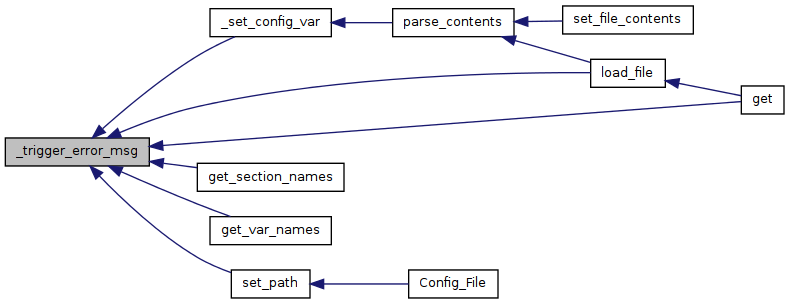 _set_config_var
parse_contents
set_file_contents
load_file
get
_trigger_error_msg
get_section_names
get_var_names
set_path
Config_File